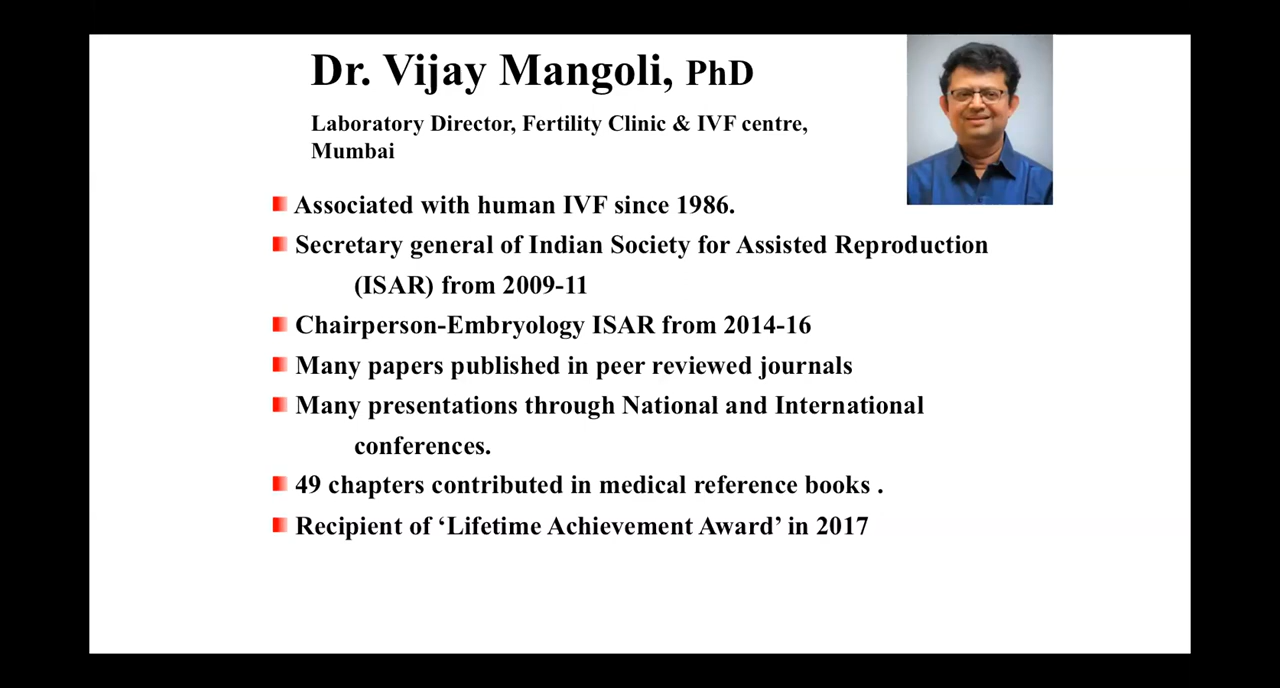 Dr. Vijay Mangoli, PhD
Laboratory Director, Fertility Clinic & IVF centre,
Mumbai
Associated with human IVF since 1986.
Secretary general of Indian Society for Assisted Reproduction
(ISAR) from 2009-11
Chairperson-Embryology ISAR from 2014-16
Many papers published in peer reviewed journals
Many presentations through National and International
conferences.
49 chapters contributed in medical reference books .
Recipient of ‘Lifetime Achievement Award’ in 2017